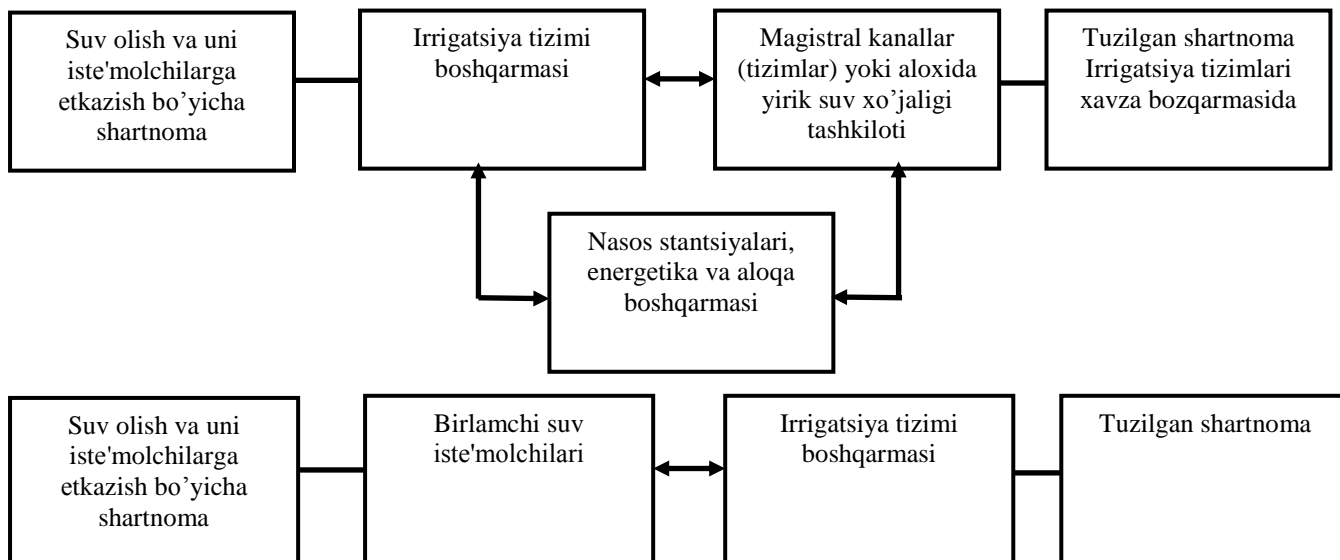 Suv olish va uni
iste'molchilarga
etkazish bo’yicha
shartnoma
Irrigatsiya tizimi
boshqarmasi
Magistral kanallar
(tizimlar) yoki aloxida
yirik suv xo’jaligi
tashkiloti
Tuzilgan shartnoma
Irrigatsiya tizimlari
xavza bozqarmasida
Nasos stantsiyalari,
energetika va aloqa
boshqarmasi
Suv olish va uni
iste'molchilarga
etkazish bo’yicha
shartnoma
Birlamchi suv
iste'molchilari
Irrigatsiya tizimi
boshqarmasi
Tuzilgan shartnoma